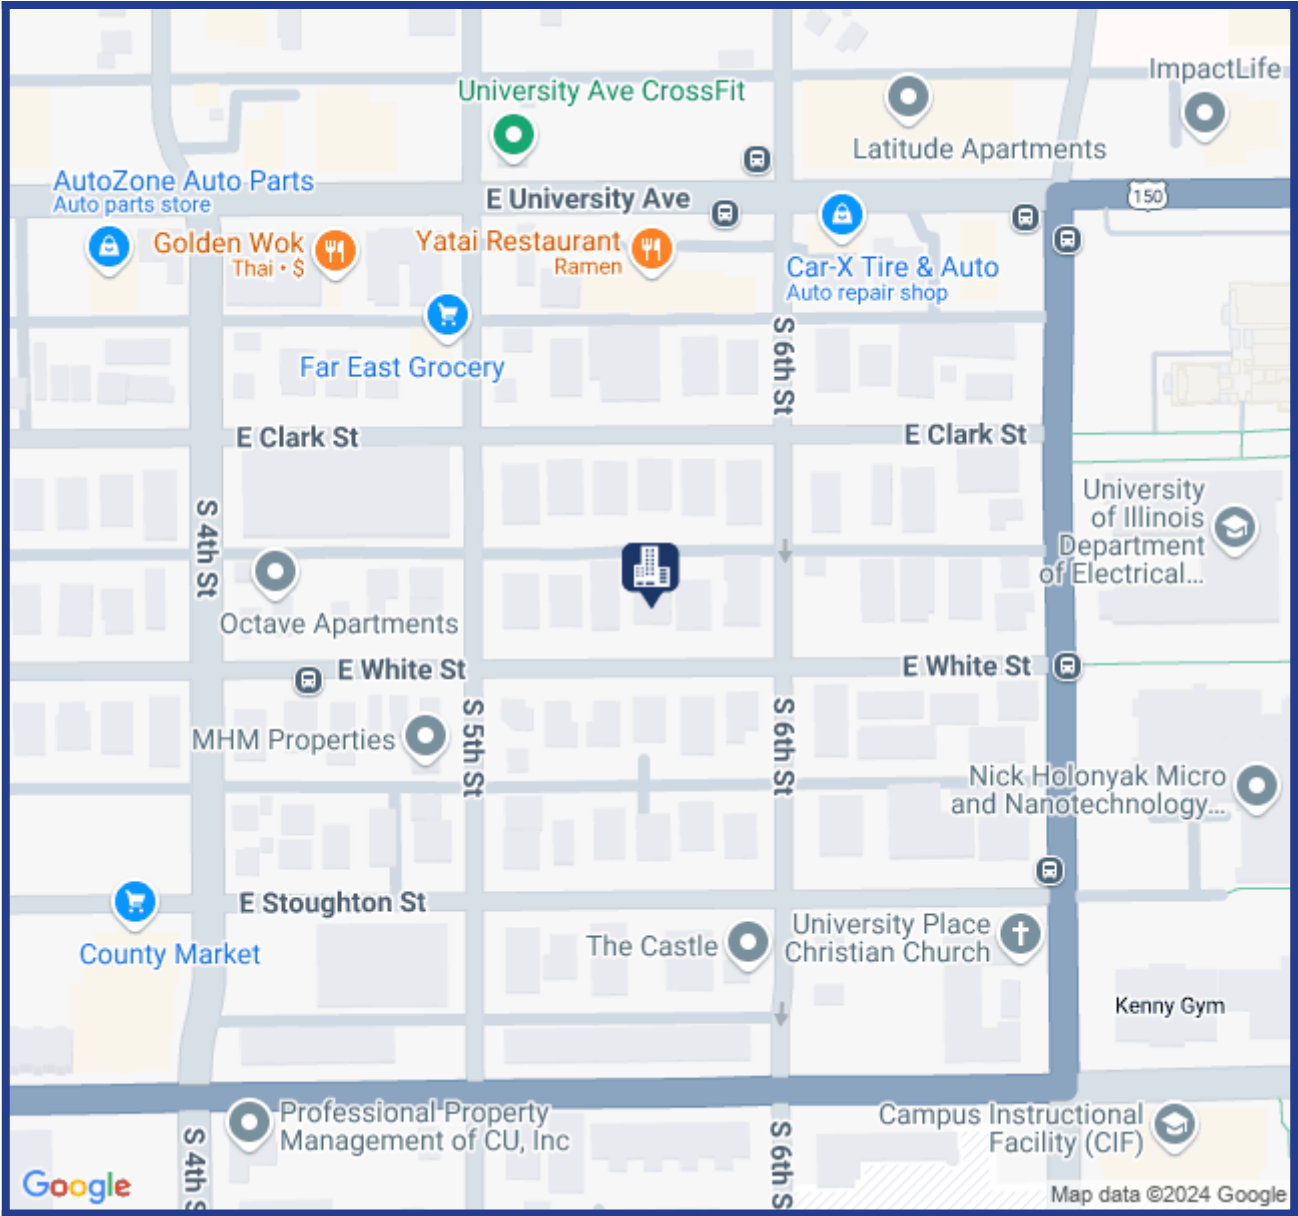 ImpactLife
University Ave CrossFit
Latitude Apartments
AutoZone Auto Parts
Auto parts store
E University Ave
150
Golden Wok
Thai • $
Yatai Restaurant
Ramen
Car-X Tire & Auto
Auto repair shop
Far East Grocery
S 6th St
E Clark St
E Clark St
University
of Illinois
Department
of Electrical...
S 4th St
Octave Apartments
E White St
E White St
MHM Properties
S 5th St
S 6th St
Nick Holonyak Micro
and Nanotechnology...
E Stoughton St
County Market
The Castle
University Place
Christian Church
Kenny Gym
Professional Property
Management of CU, Inc
Campus Instructional
Facility (CIF)
S 4th S
S 6th S
Google
Map data ©2024 Google